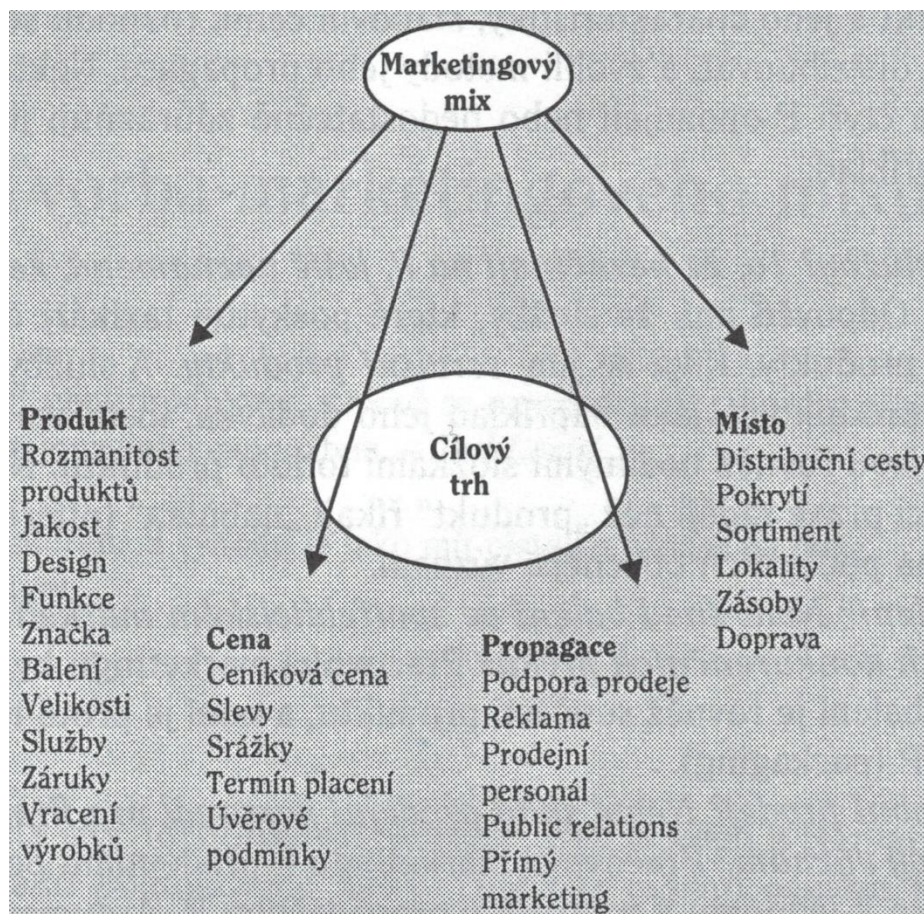 Marketingový
mix
Cílový
trh
Produkt
Rozmanitost
produktů
Jakost
Design
Funkce
Značka
Balení
Velikosti
Služby
Záruky
Vracení
výrobků
Cena
Ceníková cena
Slevy
Srážky
Termín placení
Úvěrové
podmínky
Propagace
Podpora prodeje
Reklama
Prodejní
personál
Public relations
Přímý
marketing
Místo
Distribuční cesty
Pokrytí
Sortiment
Lokality
Zásoby
Doprava